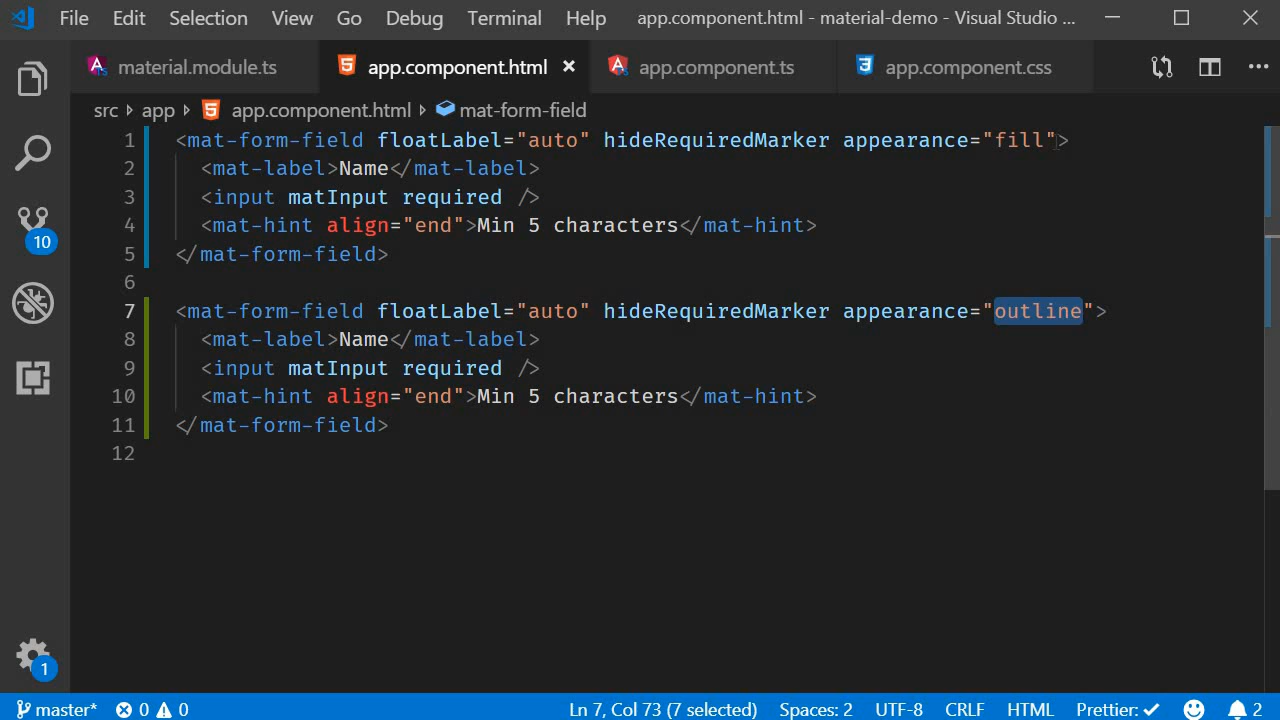 File Edit Selection View Go Debug Terminal Help app.component.html - material-demo - Visual Studio ...
material.module.ts app.component.html app.component.ts app.component.css
src app app.component.html mat-form-field
1 <mat-form-field floatLabel="auto" hideRequiredMarker appearance="fill">
2 <mat-label>Name</mat-label>
3 <input matInput required />
4 <mat-hint align="end">Min 5 characters</mat-hint>
5 </mat-form-field>
6
7 <mat-form-field floatLabel="auto" hideRequiredMarker appearance="outline">
8 <mat-label>Name</mat-label>
9 <input matInput required />
10 <mat-hint align="end">Min 5 characters</mat-hint>
11 </mat-form-field>
12
10
1
master* 0 0 Ln 7, Col 73 (7 selected) Spaces: 2 UTF-8 CRLF HTML Prettier: ✓ 2